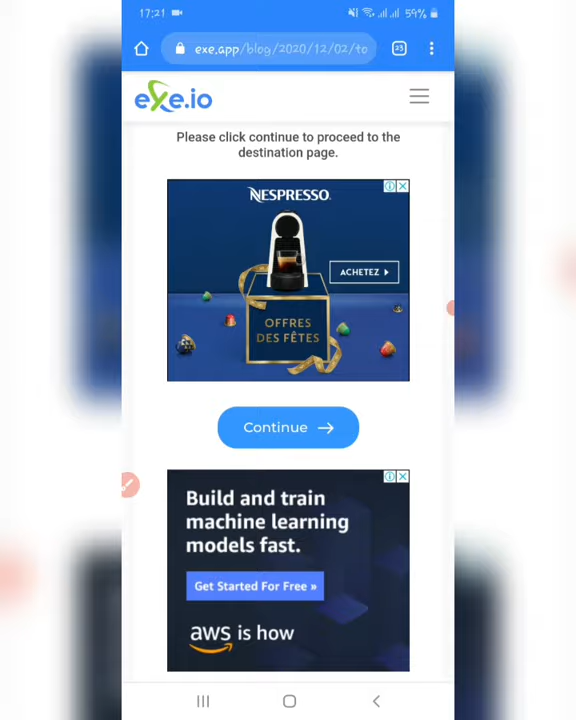 17:21 59%
exe.app/blog/2020/12/02/to 23
exe.io
Please click continue to proceed to the
destination page.
NESPRESSO.
ACHETEZ
OFFRES
DES FÊTES
Continue →
Build and train
machine learning
models fast.
Get Started For Free »
aws is how